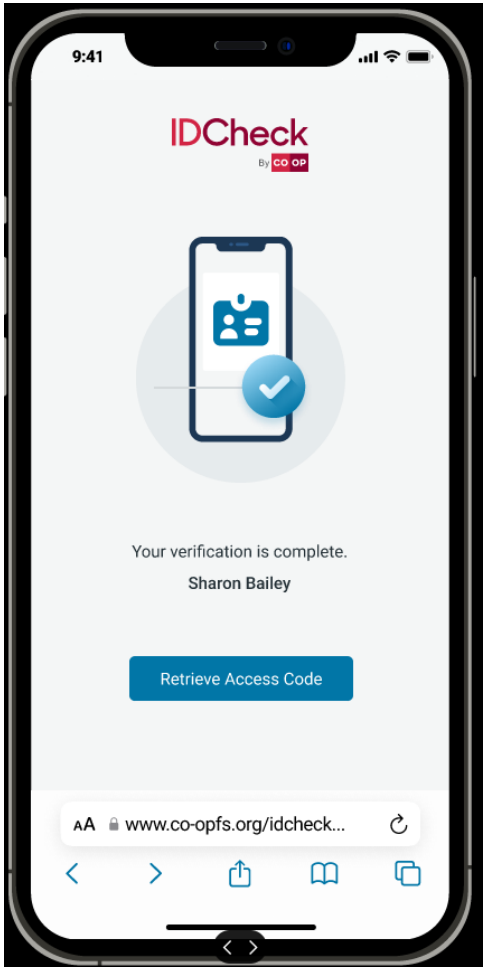 9:41
IDCheck
By CO OP
Your verification is complete.
Sharon Bailey
Retrieve Access Code
AA www.co-opfs.org/idcheck...